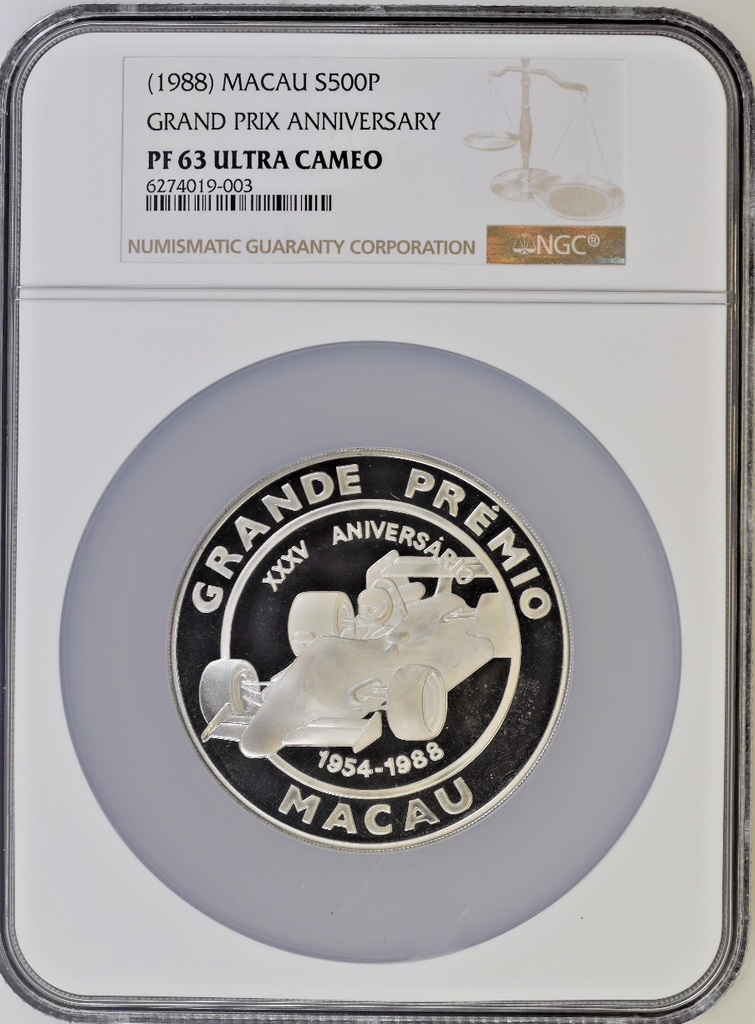 (1988) MACAU S500P
GRAND PRIX ANNIVERSARY
PF 63 ULTRA CAMEO
6274019-003
NUMISMATIC GUARANTY CORPORATION
NGC®
GRANDE PRÉMIO
XXXV ANIVERSÁRIO
1954-1988
MACAU